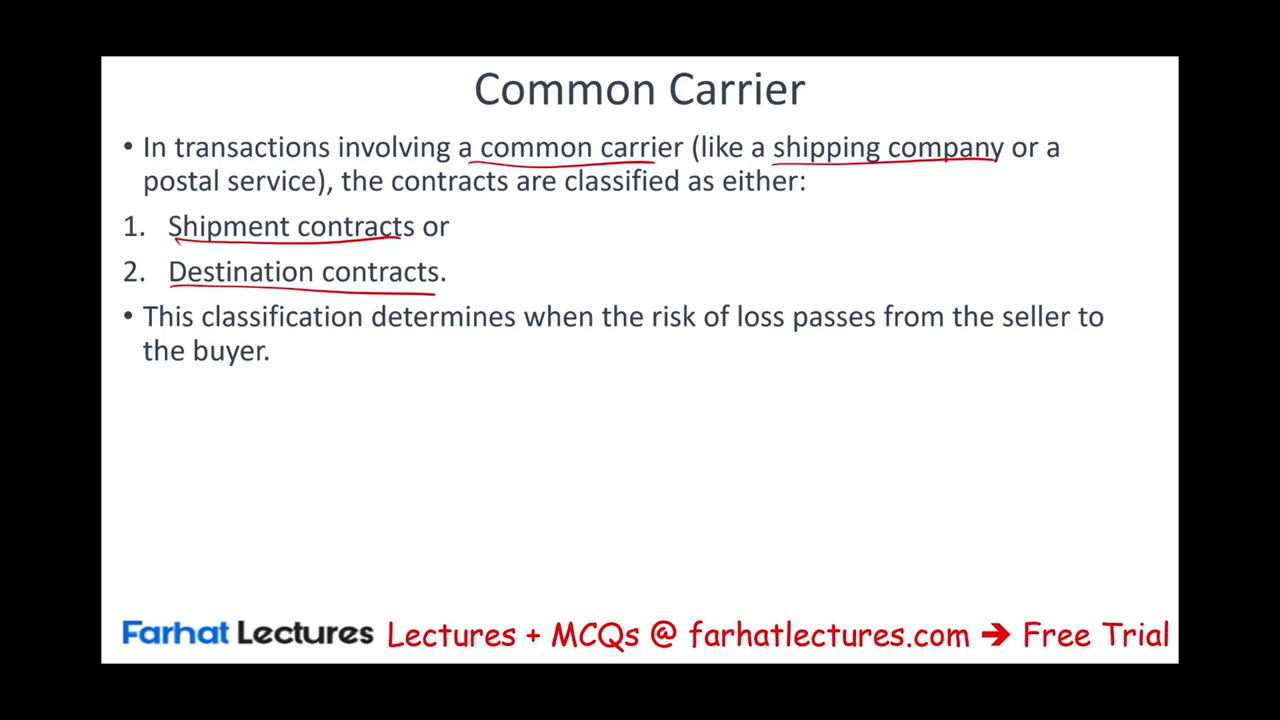 Common Carrier
• In transactions involving a common carrier (like a shipping company or a
postal service), the contracts are classified as either:
1. Shipment contracts or
2. Destination contracts.
• This classification determines when the risk of loss passes from the seller to
the buyer.
Farhat Lectures Lectures + MCQs @ farhatlectures.com ➔ Free Trial